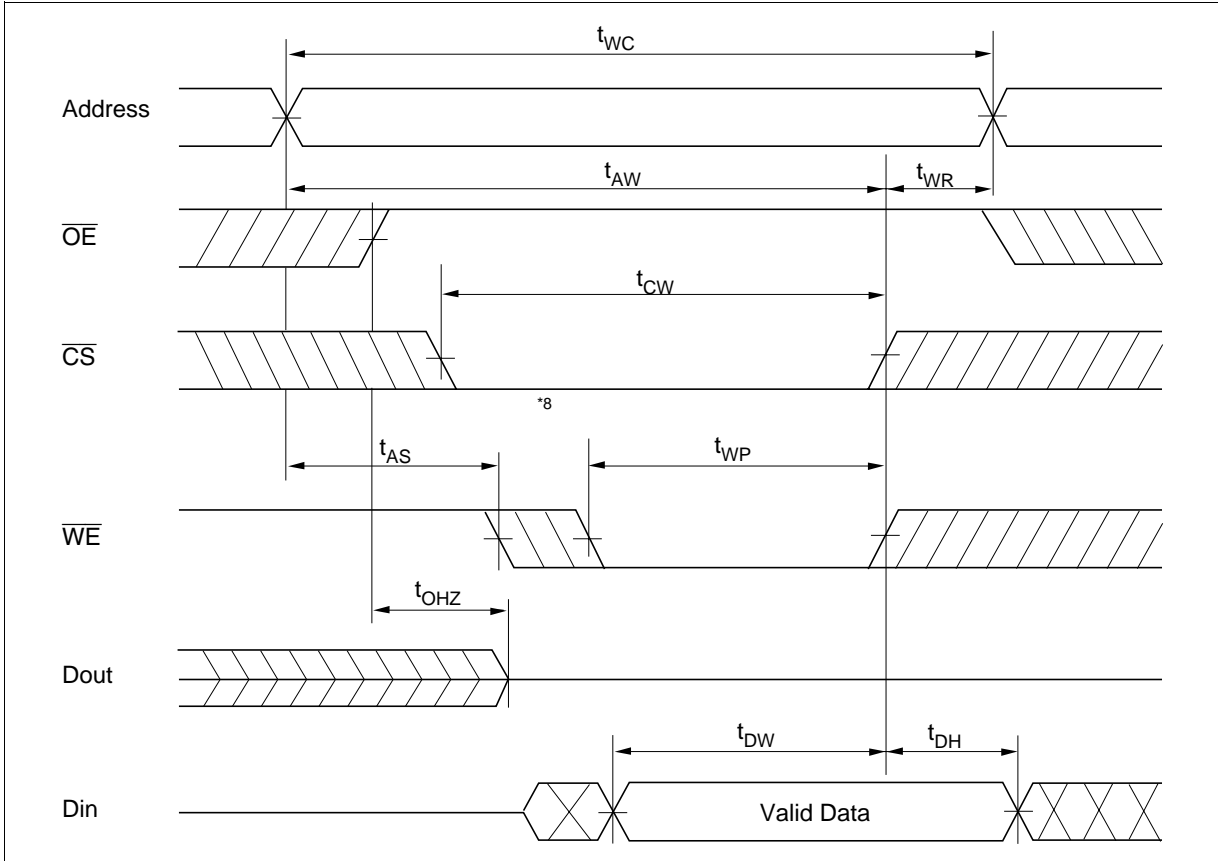 tWC
Address
tAW
tWR
OE
tCW
CS
*8
tAS
tWP
WE
tOHZ
Dout
tDW
tDH
Din
Valid Data